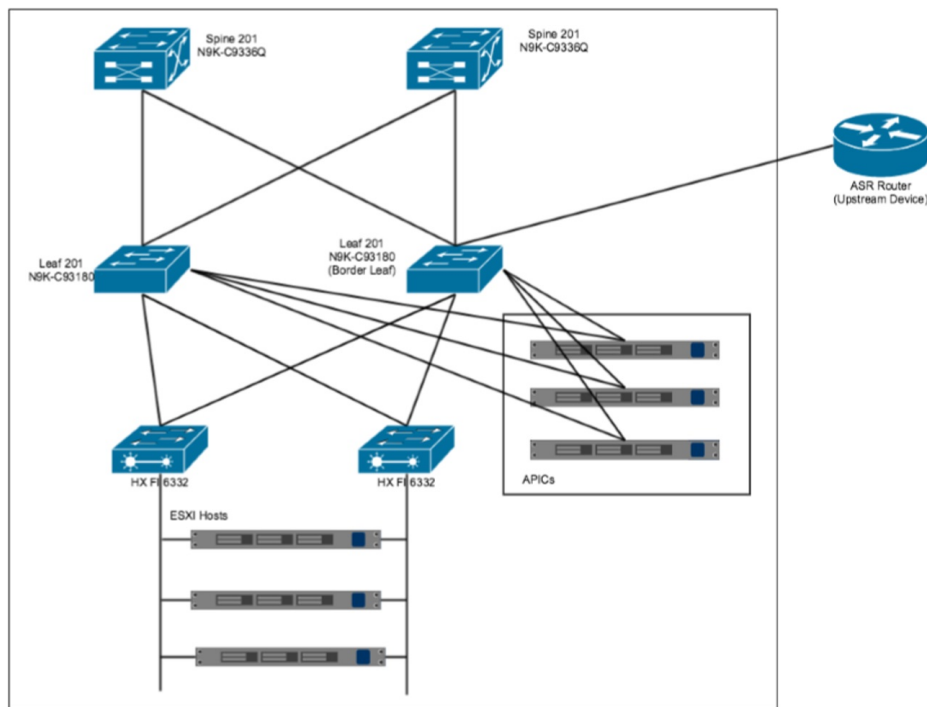 Spine 201
N9K-C9336Q
Spine 201
N9K-C9336Q
ASR Router
(Upstream Device)
Leaf 201
N9K-C93180
Leaf 201
N9K-C93180
(Border Leaf)
APICs
HX FI 6332
HX FI 6332
ESXI Hosts